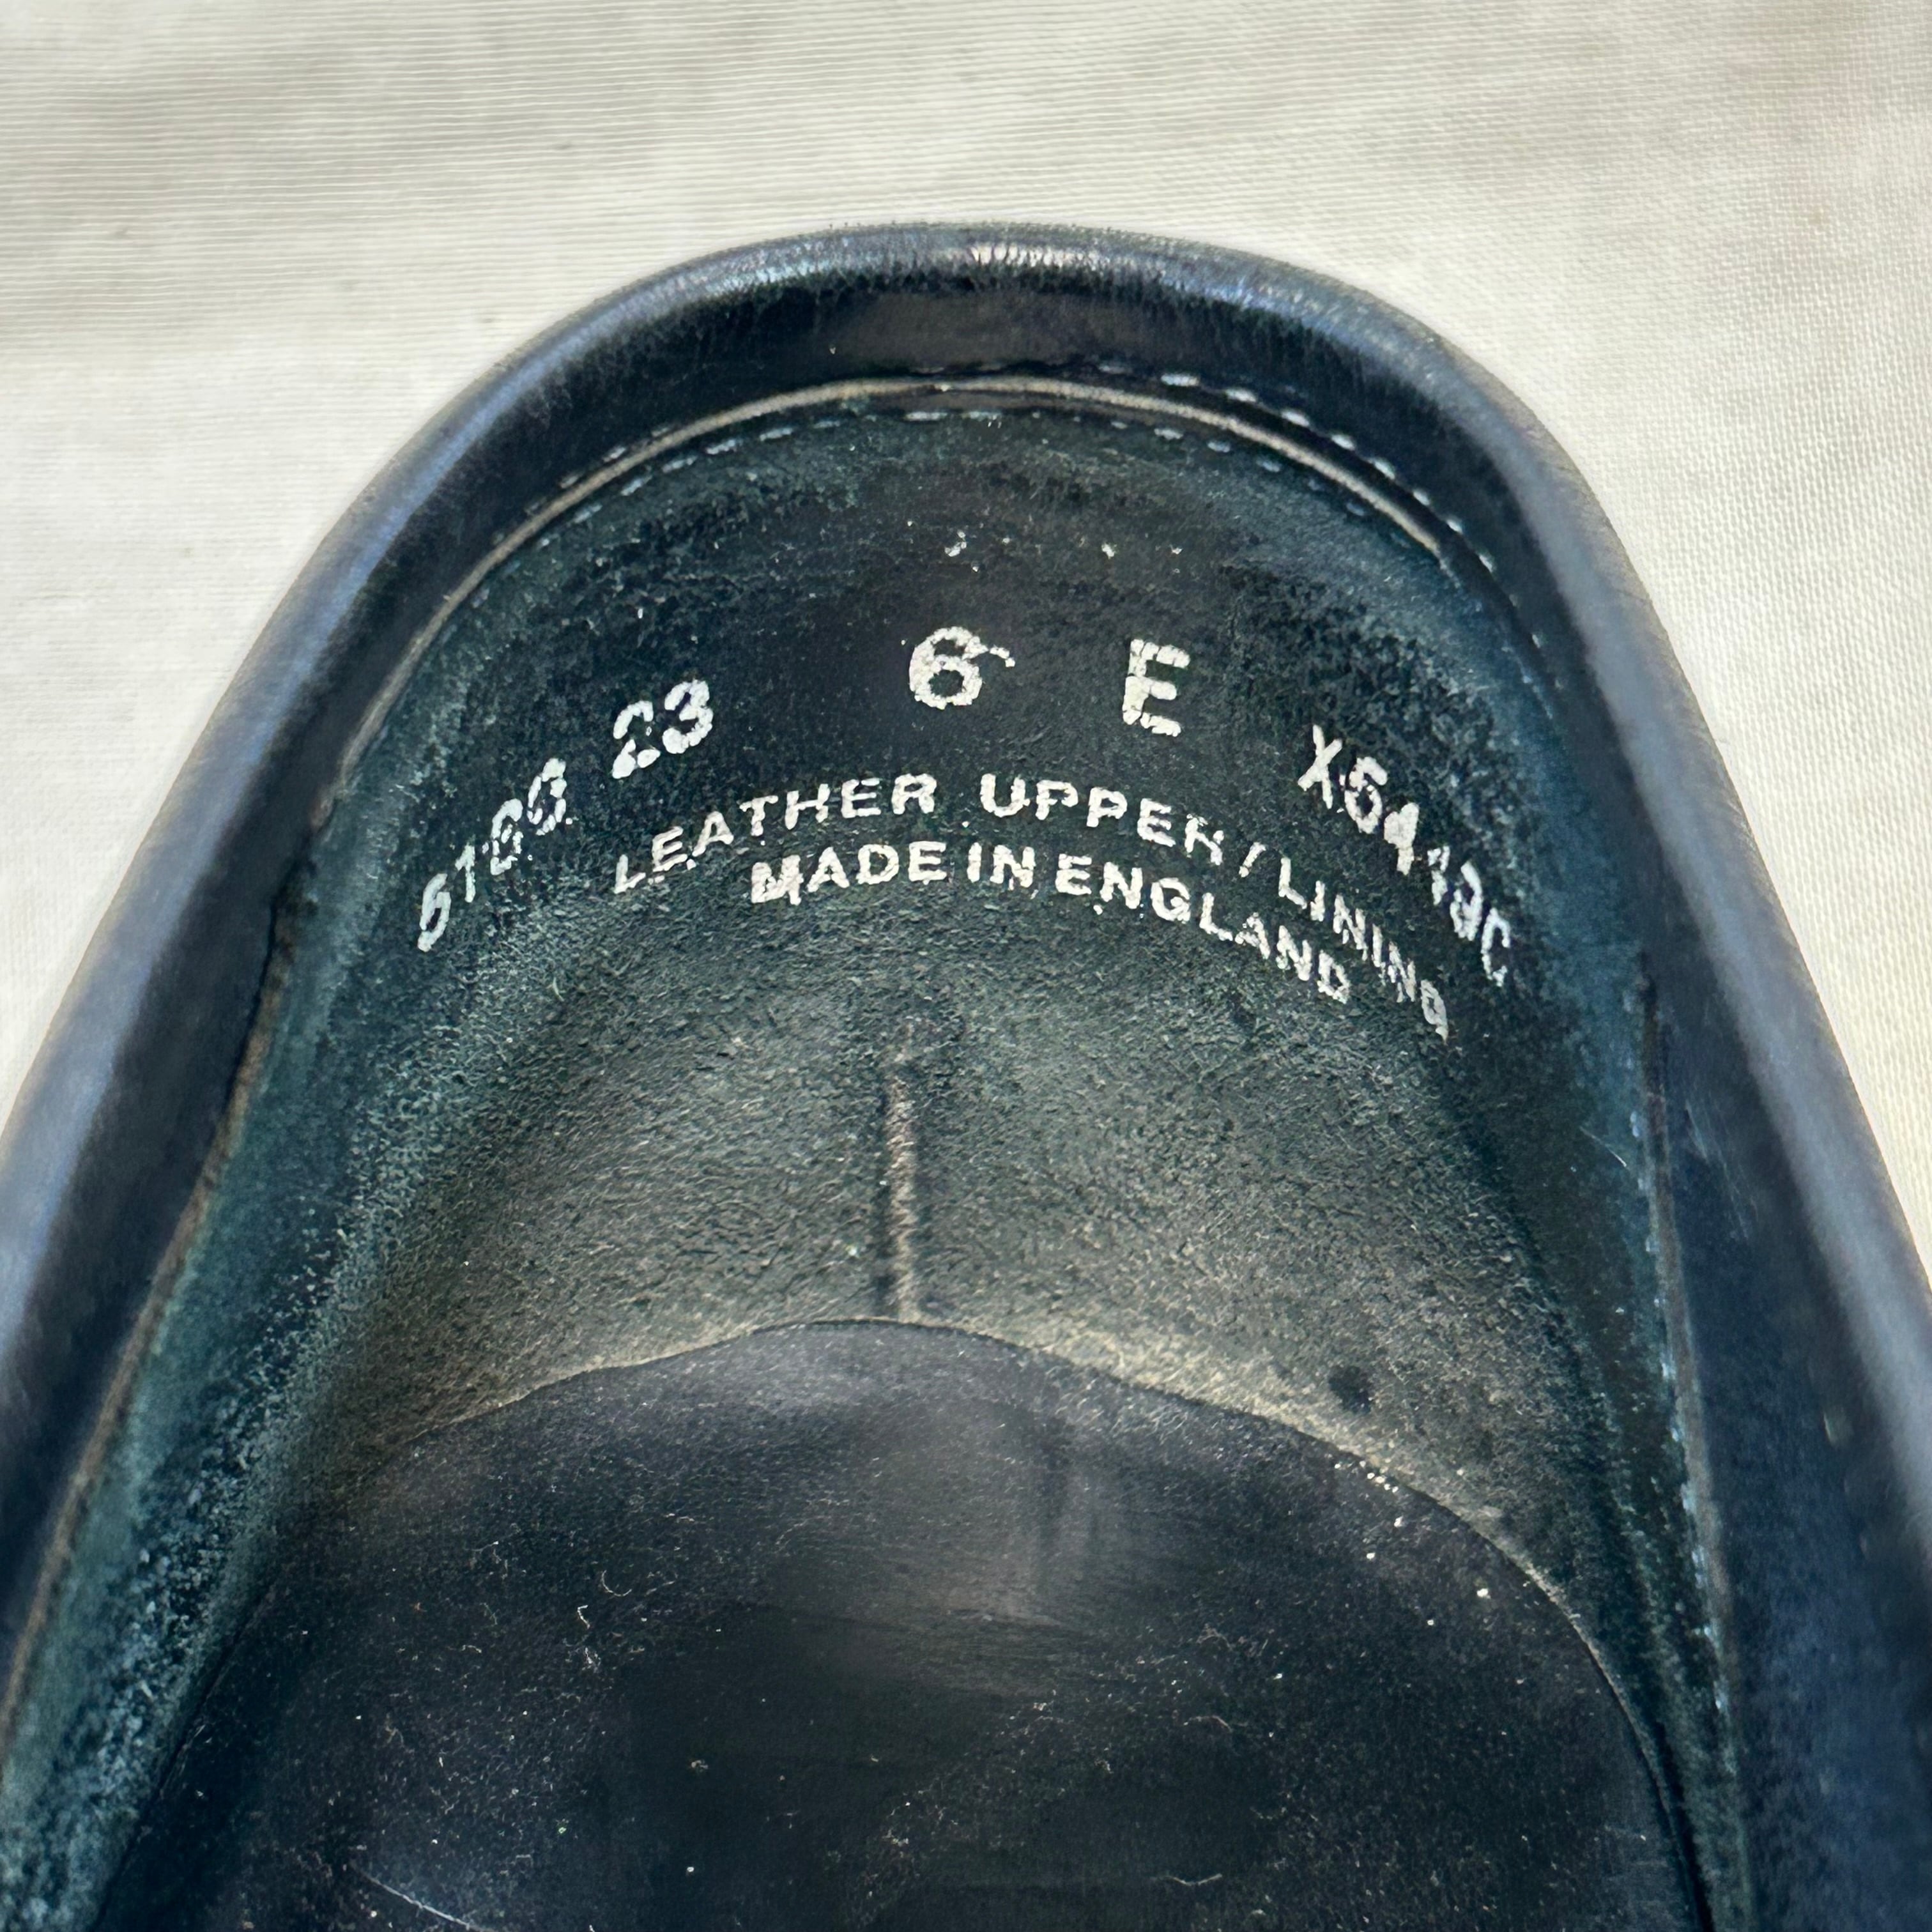 23 6 E
LEATHER UPPER / LINING
MADE IN ENGLAND